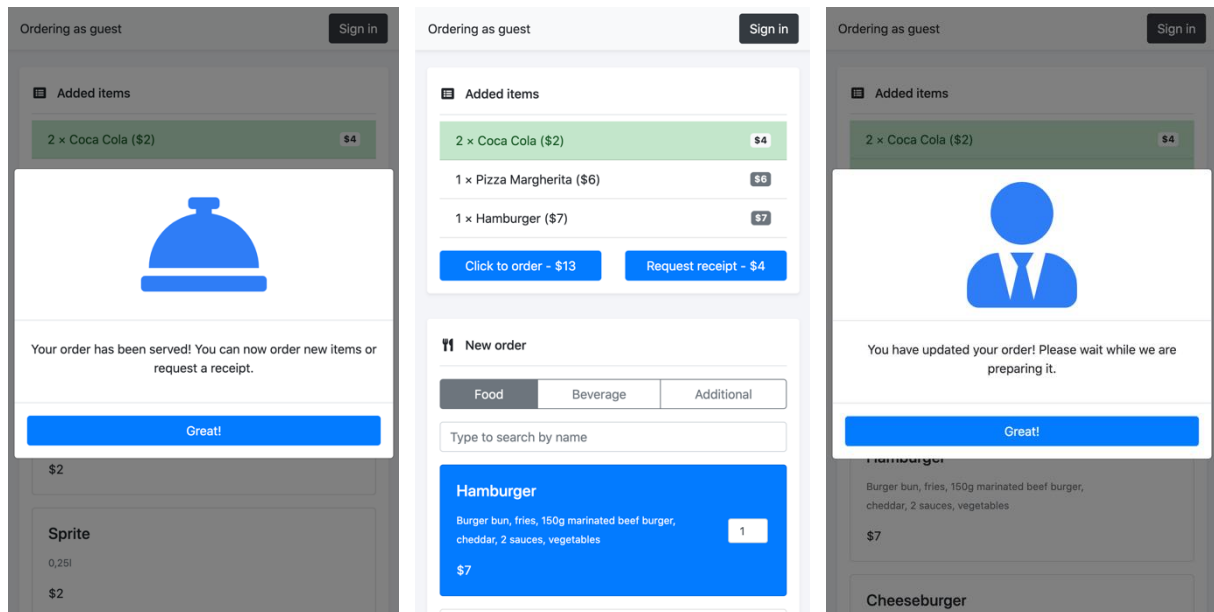 Ordering as guest
Sign in
Added items
2 × Coca Cola ($2)
$4
Your order has been served! You can now order new items or
request a receipt.
Great!
$2
Sprite
0,25l
$2
Ordering as guest
Sign in
Added items
2 × Coca Cola ($2)
$4
1 × Pizza Margherita ($6)
$6
1 × Hamburger ($7)
$7
Click to order - $13
Request receipt - $4
New order
Food
Beverage
Additional
Type to search by name
Hamburger
Burger bun, fries, 150g marinated beef burger,
cheddar, 2 sauces, vegetables
1
$7
Ordering as guest
Sign in
Added items
2 × Coca Cola ($2)
$4
You have updated your order! Please wait while we are
preparing it.
Great!
Hamburger
Burger bun, fries, 150g marinated beef burger,
cheddar, 2 sauces, vegetables
$7
Cheeseburger